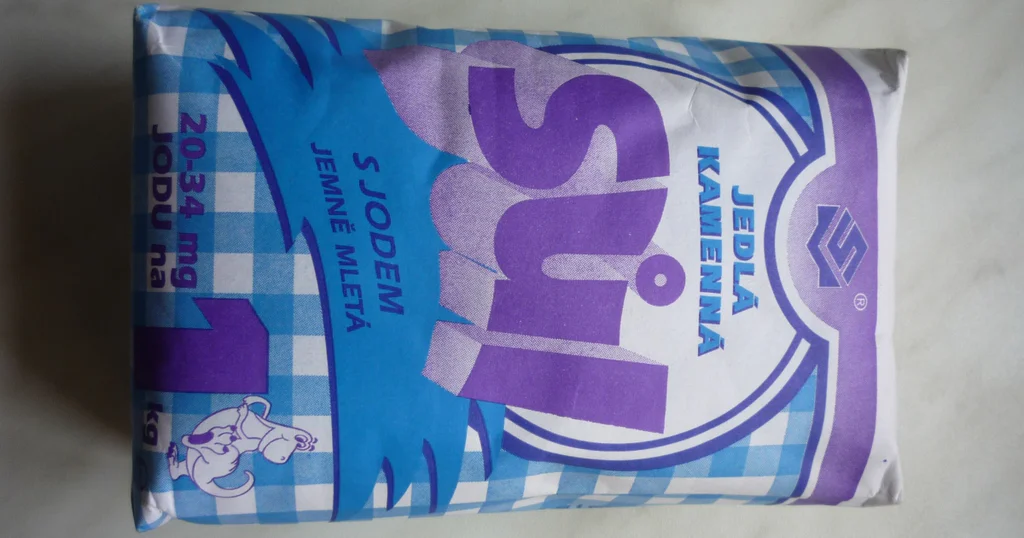 ®
JEDLÁ
KAMENNÁ
sůl
S JODEM
JEMNĚ MLETÁ
20-34 mg
JODU na
1 kg